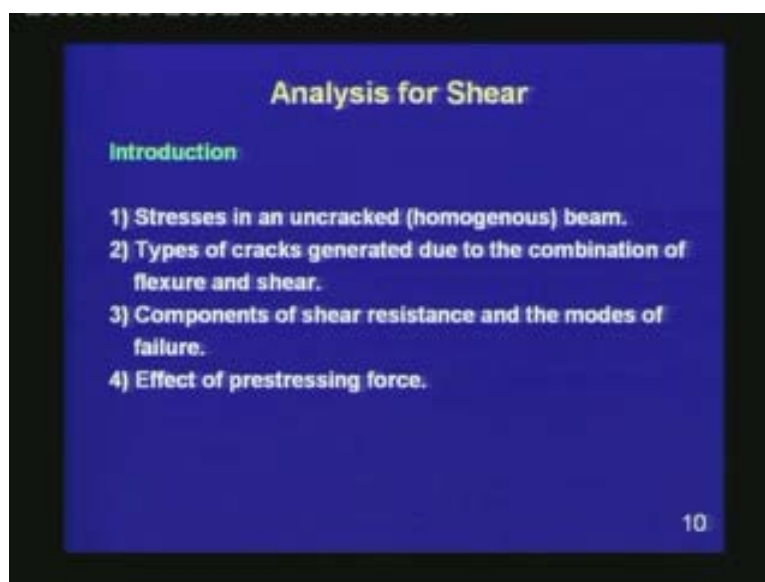 Analysis for Shear
Introduction
1) Stresses in an uncracked (homogenous) beam.
2) Types of cracks generated due to the combination of
flexure and shear.
3) Components of shear resistance and the modes of
failure.
4) Effect of prestressing force.
10